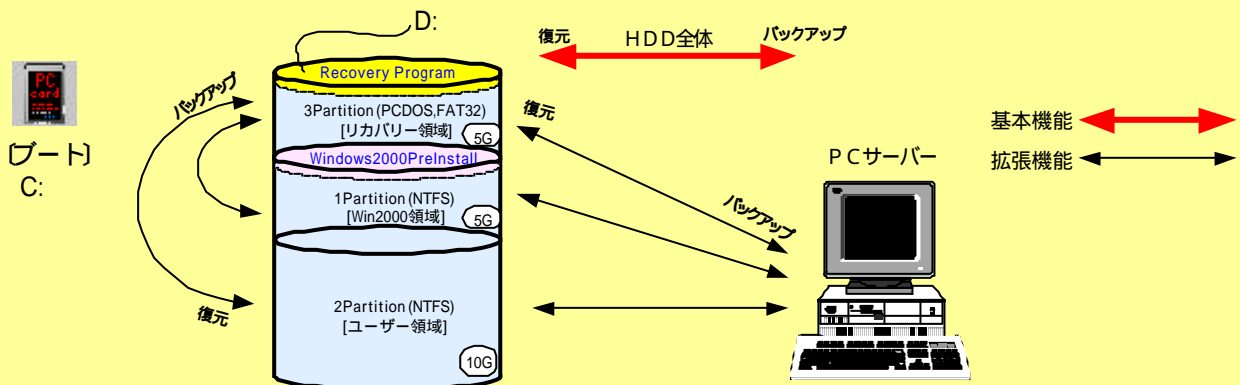 D:
復元
HDD全体
バックアップ
PC
card
[ブート]
C:
バックアップ
復元
Recovery Program
3Partition(PCDOS,FAT32)
[リカバリー領域]
5G
Windows2000PreInstall
1Partition(NTFS)
[Win2000領域]
5G
2Partition(NTFS)
[ユーザー領域]
10G
復元
バックアップ
PCサーバー
基本機能
拡張機能